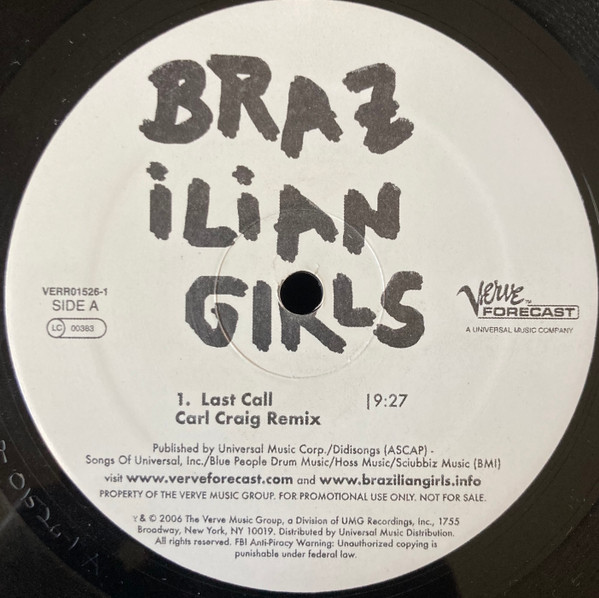 BRAZ
iLiAN
GIRLS
VERR01526-1
SIDE A
LC 00383
Verve ™
FORECAST
A UNIVERSAL MUSIC COMPANY
1. Last Call |9:27
Carl Craig Remix
Published by Universal Music Corp./Didisongs (ASCAP) -
Songs Of Universal, Inc./Blue People Drum Music/Hoss Music/Sciubbiz Music (BMI)
visit www.verveforecast.com and www.braziliangirls.info
PROPERTY OF THE VERVE MUSIC GROUP. FOR PROMOTIONAL USE ONLY. NOT FOR SALE.
& © 2006 The Verve Music Group, a Division of UMG Recordings, Inc., 1755
Broadway, New York, NY 10019. Distributed by Universal Music Distribution.
All rights reserved. FBI Anti-Piracy Warning: Unauthorized copying is
punishable under federal law.